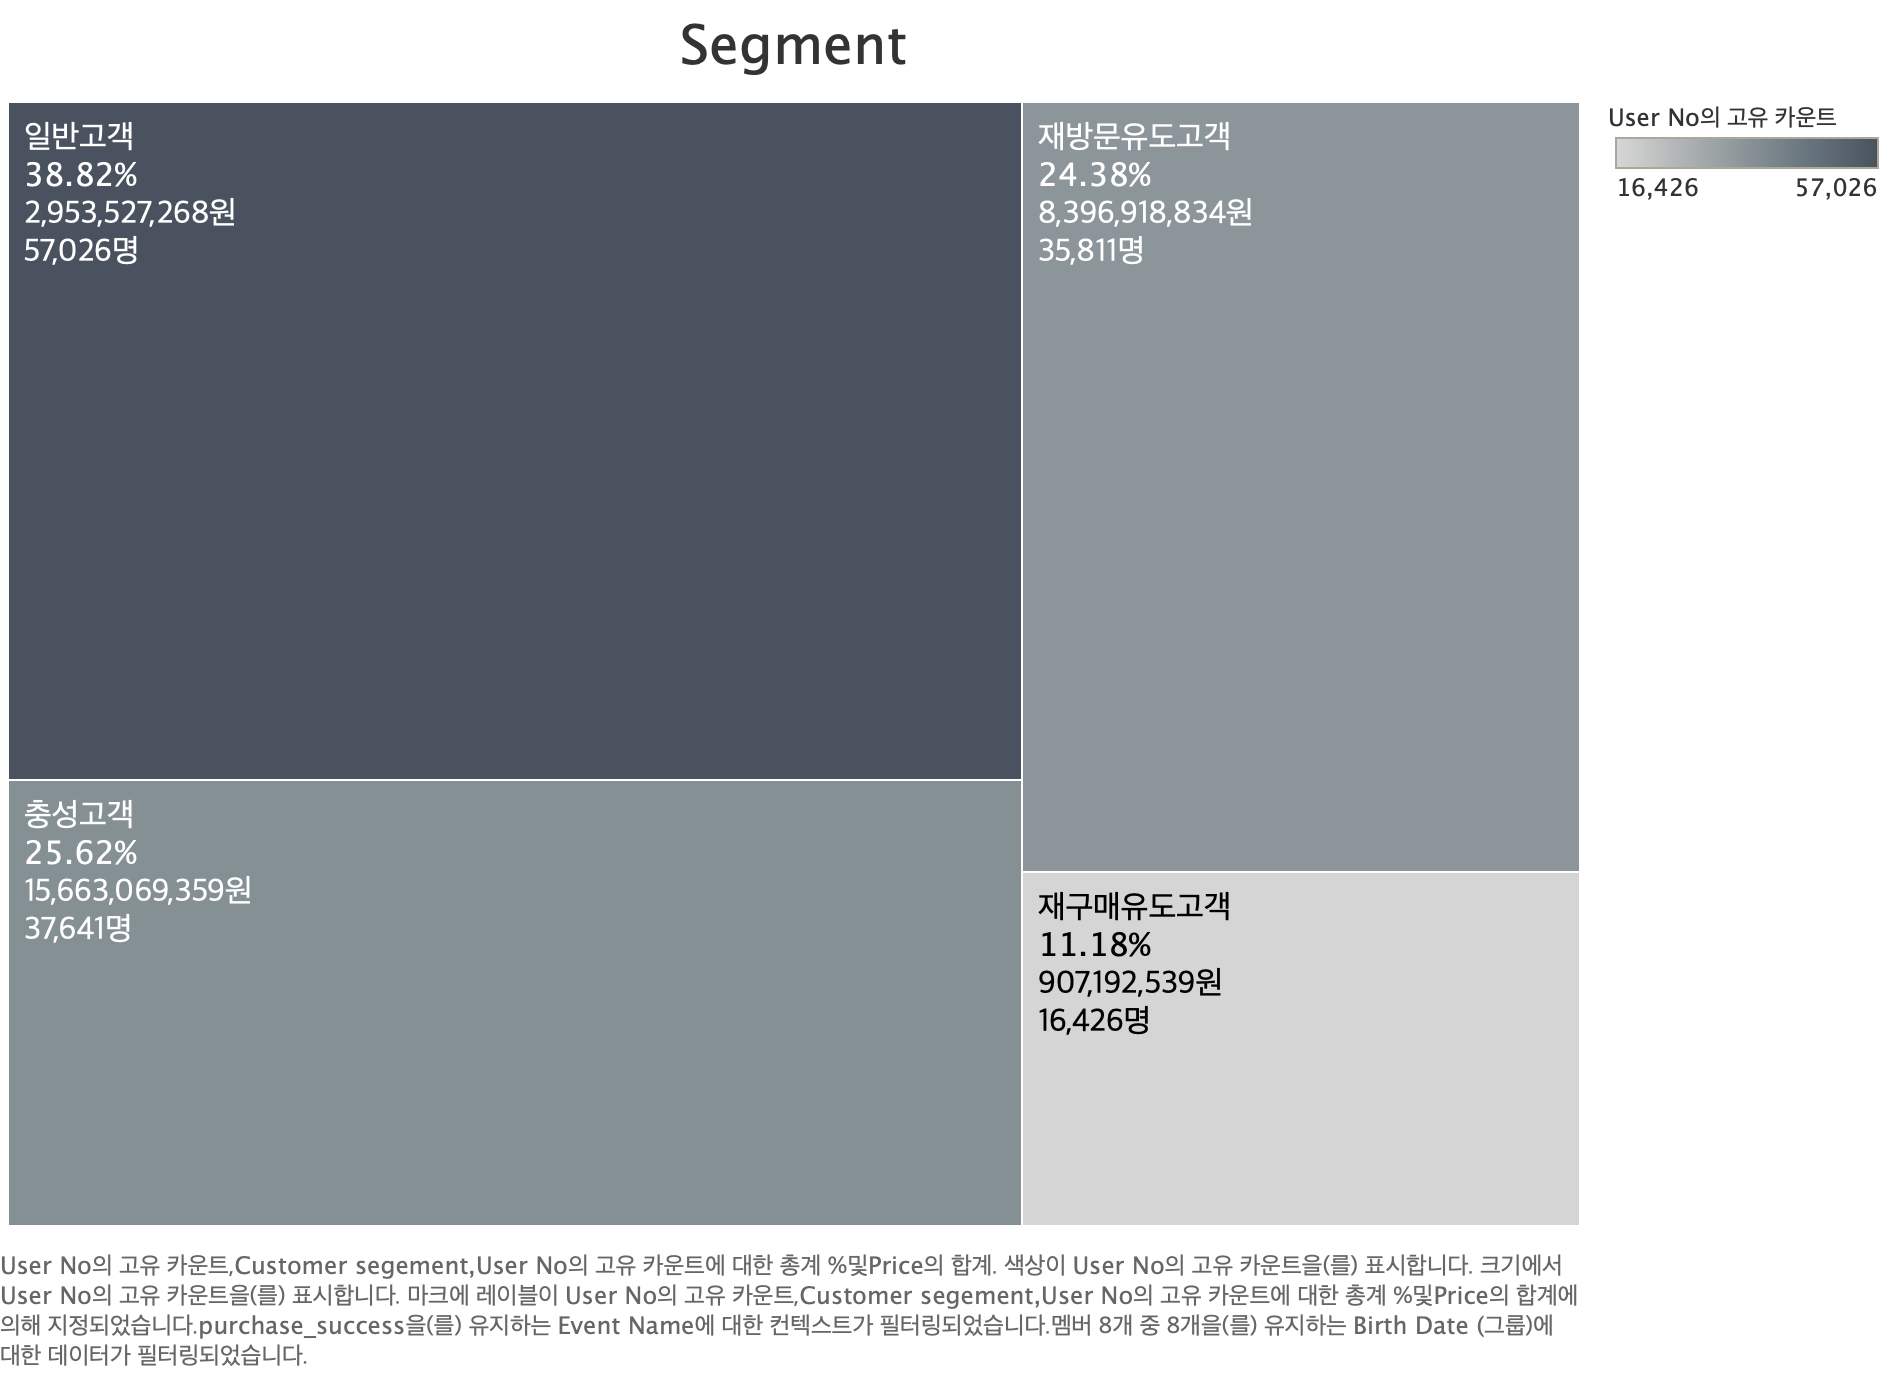 Segment
일반고객
38.82%
2,953,527,268원
57,026명
재방문유도고객
24.38%
8,396,918,834원
35,811명
충성고객
25.62%
15,663,069,359원
37,641명
재구매유도고객
11.18%
907,192,539원
16,426명
User No의 고유 카운트
16,426 57,026
User No의 고유 카운트,Customer segement,User No의 고유 카운트에 대한 총계 %및Price의 합계. 색상이 User No의 고유 카운트을(를) 표시합니다. 크기에서
User No의 고유 카운트을(를) 표시합니다. 마크에 레이블이 User No의 고유 카운트,Customer segement,User No의 고유 카운트에 대한 총계 %및Price의 합계에
의해 지정되었습니다.purchase_success을(를) 유지하는 Event Name에 대한 컨텍스트가 필터링되었습니다.멤버 8개 중 8개을(를) 유지하는 Birth Date (그룹)에
대한 데이터가 필터링되었습니다.